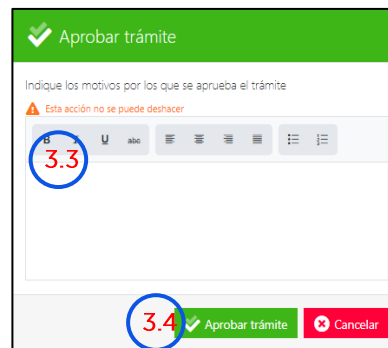 Aprobar trámite
Indique los motivos por los que se aprueba el trámite
Esta acción no se puede deshacer
B I U abc
3.3
3.4 Aprobar trámite Cancelar